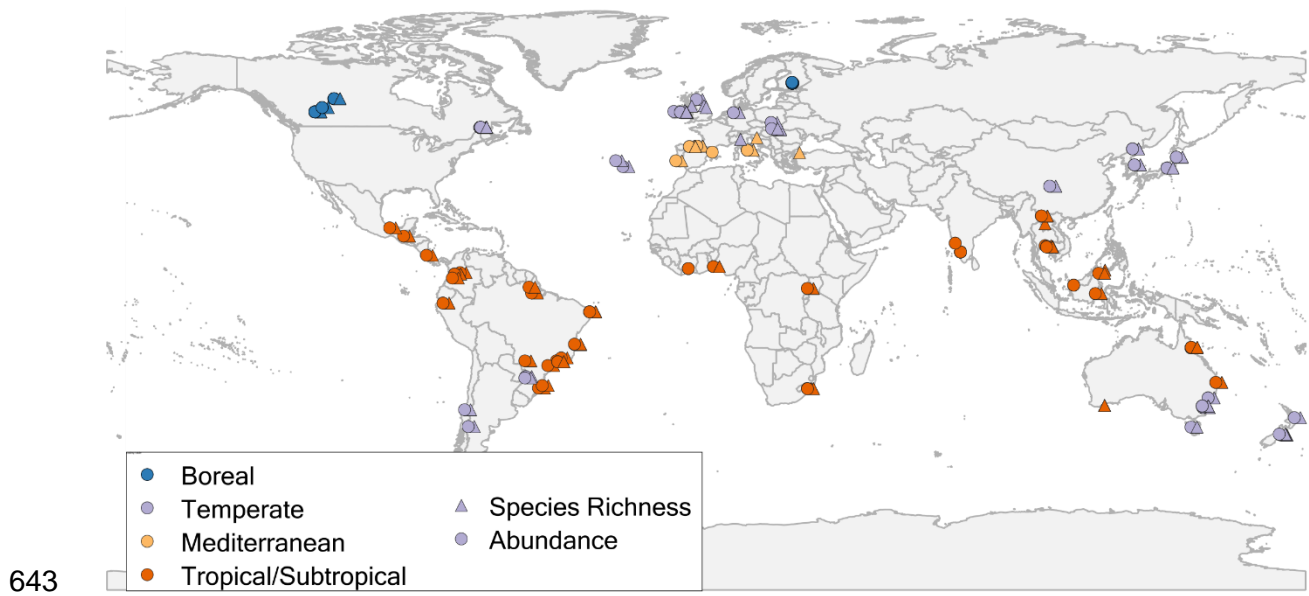 Boreal
Temperate
Mediterranean
Tropical/Subtropical
Species Richness
Abundance
643